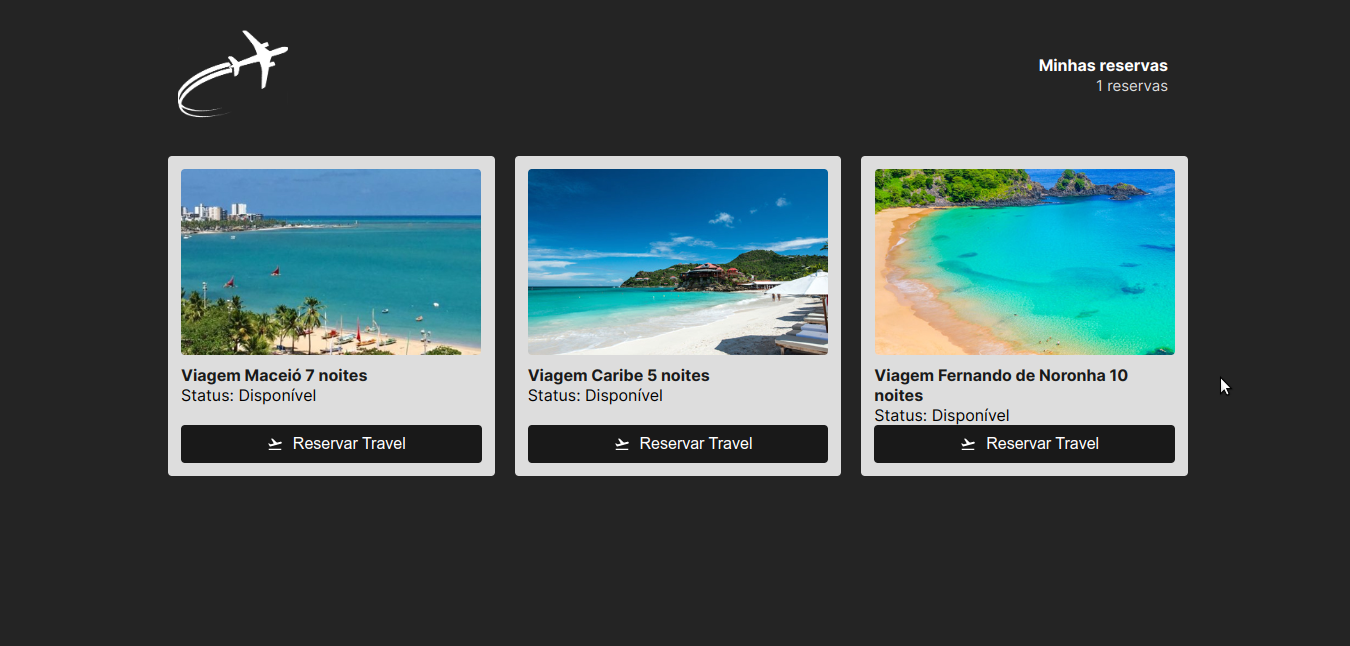 Minhas reservas
1 reservas
Viagem Maceió 7 noites
Status: Disponível
Reservar Travel
Viagem Caribe 5 noites
Status: Disponível
Reservar Travel
Viagem Fernando de Noronha 10
noites
Status: Disponível
Reservar Travel